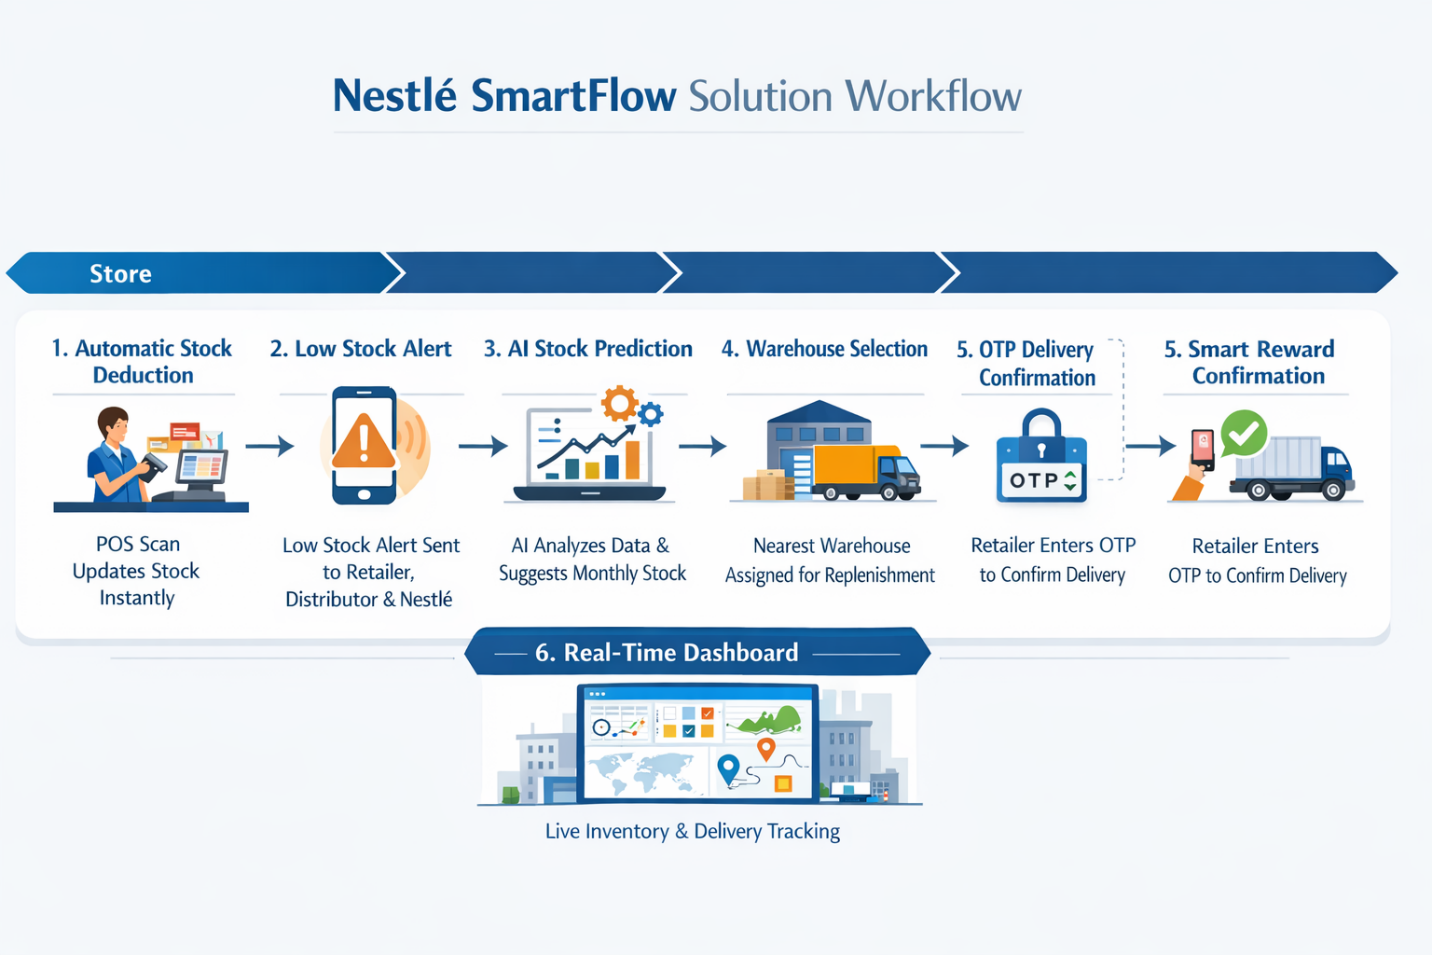 Nestlé SmartFlow Solution Workflow
Store
1. Automatic Stock
Deduction
2. Low Stock Alert
3. AI Stock Prediction
4. Warehouse Selection
5. OTP Delivery
Confirmation
5. Smart Reward
Confirmation
OTP
POS Scan
Updates Stock
Instantly
Low Stock Alert Sent
to Retailer,
Distributor & Nestlé
AI Analyzes Data &
Suggests Monthly Stock
Nearest Warehouse
Assigned for Replenishment
Retailer Enters OTP
to Confirm Delivery
Retailer Enters
OTP to Confirm Delivery
6. Real-Time Dashboard
Live Inventory & Delivery Tracking